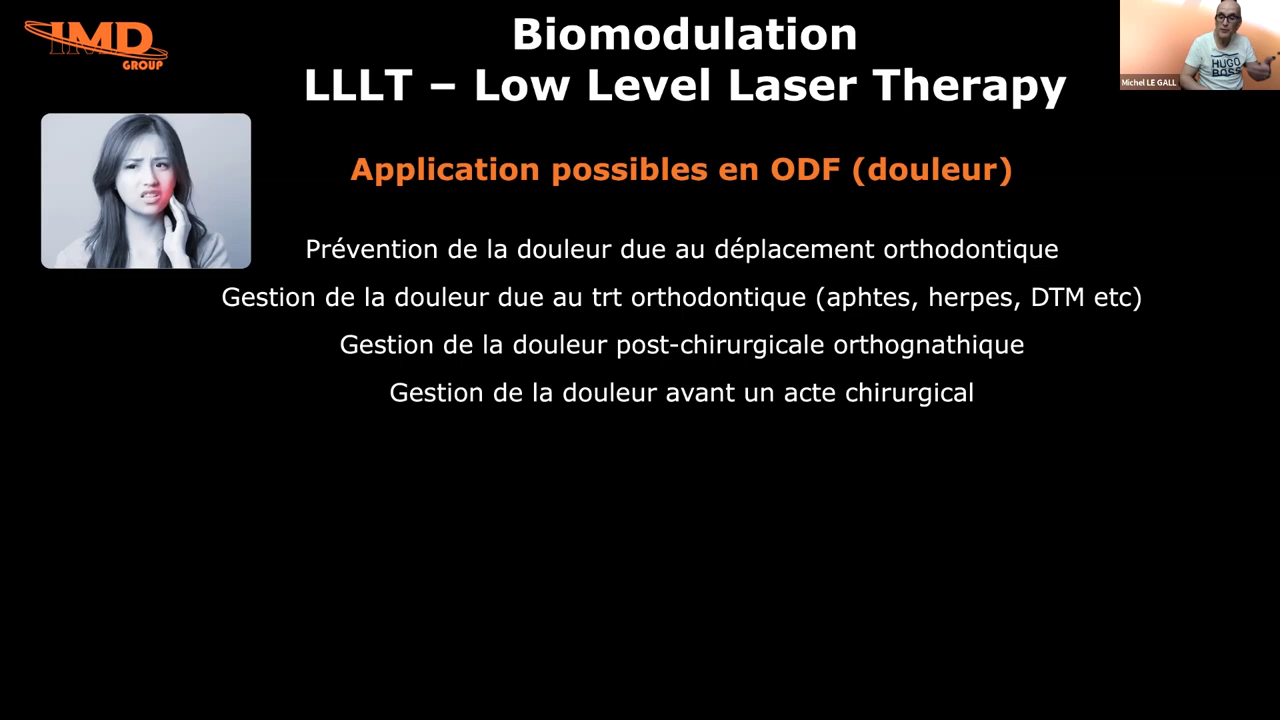 IMD
GROUP
Biomodulation
LLLT – Low Level Laser Therapy
HUGO
BOSS
Michel LE GALL
Application possibles en ODF (douleur)
Prévention de la douleur due au déplacement orthodontique
Gestion de la douleur due au trt orthodontique (aphtes, herpes, DTM etc)
Gestion de la douleur post-chirurgicale orthognathique
Gestion de la douleur avant un acte chirurgical